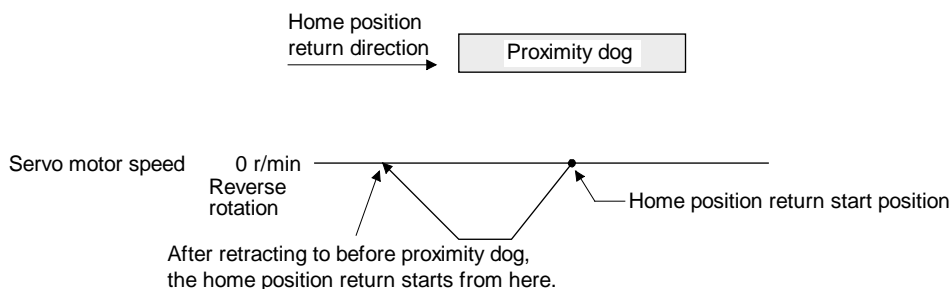 Home position
return direction
Proximity dog
Servo motor speed
0 r/min
Reverse
rotation
Home position return start position
After retracting to before proximity dog,
the home position return starts from here.